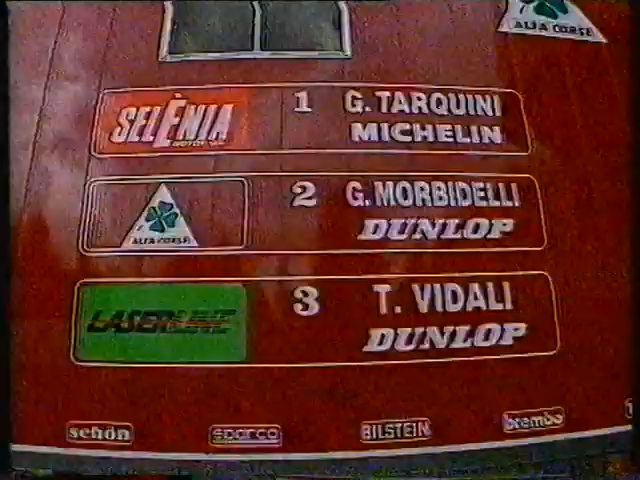 ALFA CORSE
SELÈNIA
1 G. TARQUINI
MICHELIN
2 G. MORBIDELLI
ALFA CORSE
DUNLOP
LASERLINE
3 T. VIDALI
DUNLOP
schön
sparco
BILSTEIN
brembo